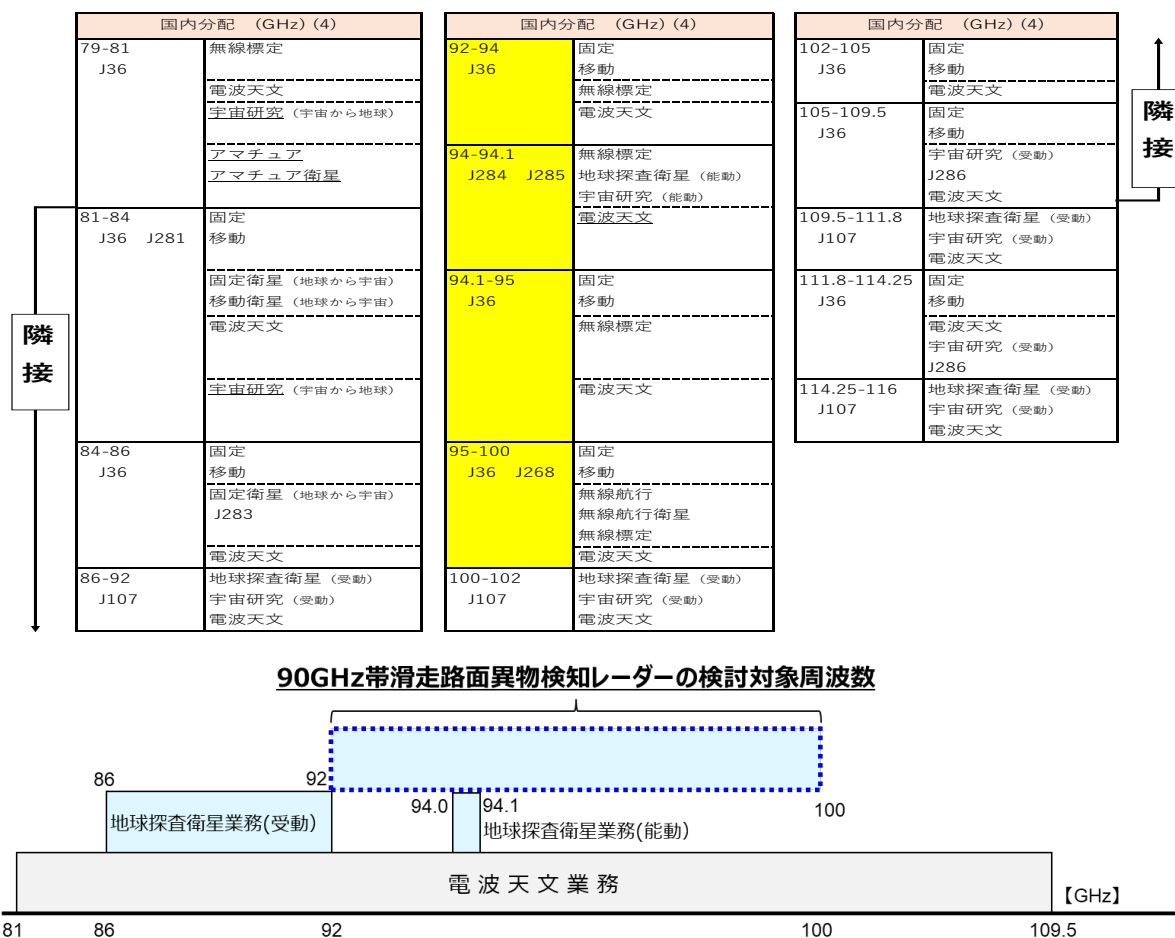 国内分配 (GHz) (4)
79-81 無線標定
J36
電波天文
宇宙研究 (宇宙から地球)
アマチュア
アマチュア衛星
81-84 固定
J36 J281 移動
固定衛星 (地球から宇宙)
移動衛星 (地球から宇宙)
電波天文
宇宙研究 (宇宙から地球)
84-86 固定
J36 移動
固定衛星 (地球から宇宙)
J283
電波天文
86-92 地球探査衛星 (受動)
J107 宇宙研究 (受動)
電波天文
隣接
国内分配 (GHz) (4)
92-94 固定
J36 移動
無線標定
電波天文
94-94.1 無線標定
J284 J285 地球探査衛星 (能動)
宇宙研究 (能動)
電波天文
94.1-95 固定
J36 移動
無線標定
電波天文
95-100 固定
J36 J268 移動
無線航行
無線航行衛星
無線標定
電波天文
100-102 地球探査衛星 (受動)
J107 宇宙研究 (受動)
電波天文
国内分配 (GHz) (4)
102-105 固定
J36 移動
電波天文
105-109.5 固定
J36 移動
宇宙研究 (受動)
J286
電波天文
109.5-111.8 地球探査衛星 (受動)
J107 宇宙研究 (受動)
電波天文
111.8-114.25 固定
J36 移動
電波天文
宇宙研究 (受動)
J286
114.25-116 地球探査衛星 (受動)
J107 宇宙研究 (受動)
電波天文
隣接
90GHz帯滑走路面異物検知レーダーの検討対象周波数
86 92
94.0 94.1 100
地球探査衛星業務(受動)
地球探査衛星業務(能動)
電波天文業務
【GHz】
81 86 92 100 109.5